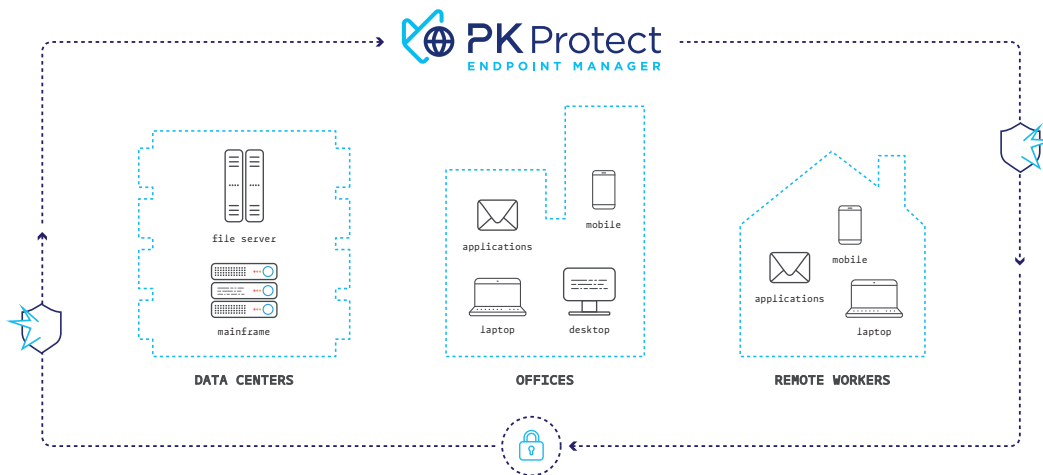 PK Protect
ENDPOINT MANAGER
file server
mainframe
DATA CENTERS
applications
mobile
laptop
desktop
OFFICES
mobile
applications
laptop
REMOTE WORKERS